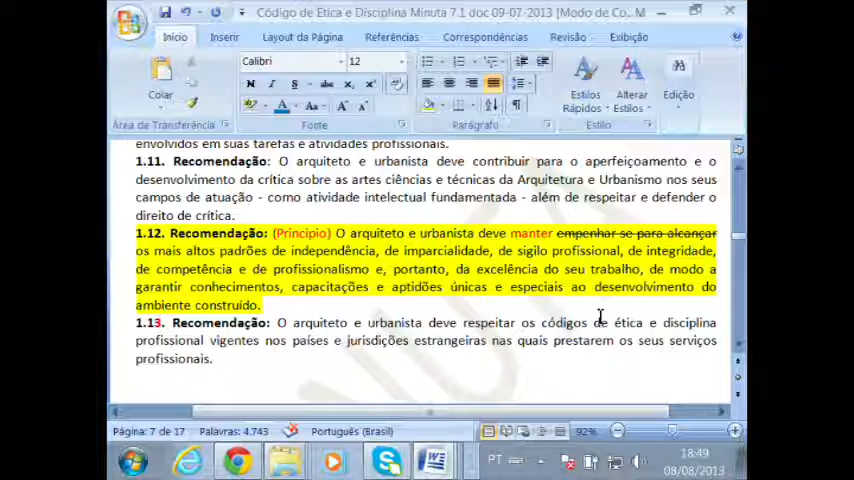 Código de Etica e Disciplina Minuta 7.1 doc 09-07-2013 [Modo de Co... M...
Início Inserir Layout da Página Referências Correspondências Revisão Exibição
Calibri 12
Colar
N I S abc x₂ x²
A Aa A A
Estilos Rápidos Alterar Estilos Edição
Área de Transferência Fonte Parágrafo Estilo
envolvidos em suas tarefas e atividades profissionais.
1.11. Recomendação: O arquiteto e urbanista deve contribuir para o aperfeiçoamento e o
desenvolvimento da crítica sobre as artes ciências e técnicas da Arquitetura e Urbanismo nos seus
campos de atuação - como atividade intelectual fundamentada - além de respeitar e defender o
direito de crítica.
1.12. Recomendação: (Principio) O arquiteto e urbanista deve manter empenhar-se para alcançar
os mais altos padrões de independência, de imparcialidade, de sigilo profissional, de integridade,
de competência e de profissionalismo e, portanto, da excelência do seu trabalho, de modo a
garantir conhecimentos, capacitações e aptidões únicas e especiais ao desenvolvimento do
ambiente construído.
1.13. Recomendação: O arquiteto e urbanista deve respeitar os códigos de ética e disciplina
profissional vigentes nos países e jurisdições estrangeiras nas quais prestarem os seus serviços
profissionais.
Página: 7 de 17 Palavras: 4.743 Português (Brasil) 92%
PT 18:49
08/08/2013